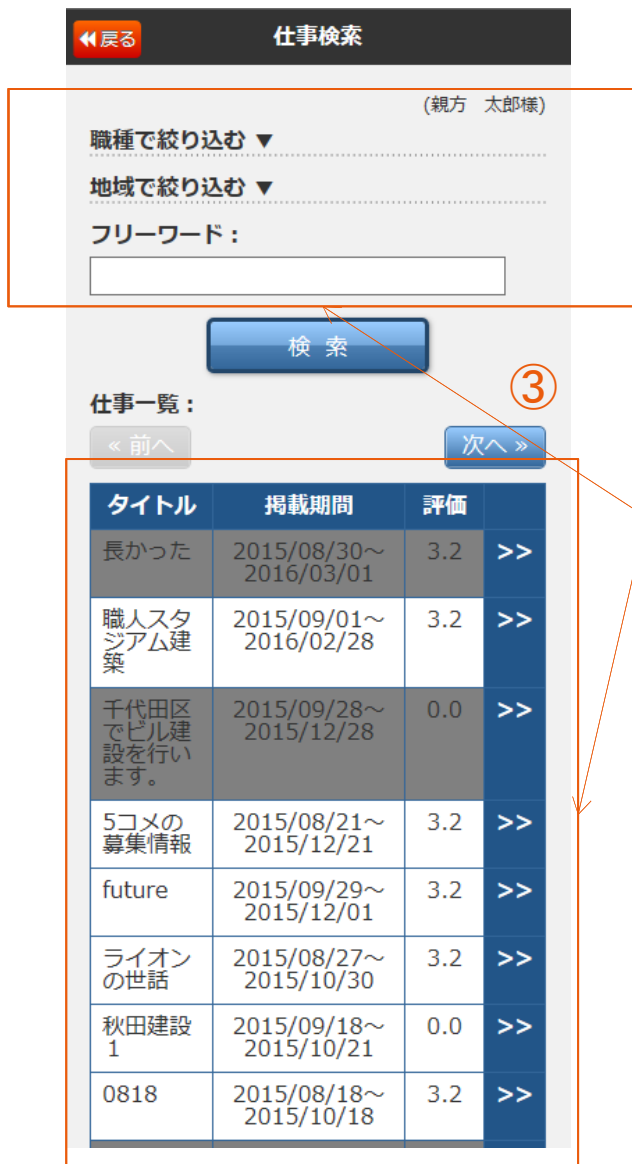 戻る
仕事検索
(親方　太郎様)
職種で絞り込む ▼
地域で絞り込む ▼
フリーワード：
検 索
③
仕事一覧：
« 前へ
次へ »
タイトル 掲載期間 評価
長かった 2015/08/30～ 3.2 >>
2016/03/01
職人スタ 2015/09/01～ 3.2 >>
ジアム建 2016/02/28
築
千代田区 2015/09/28～ 0.0 >>
でビル建 2015/12/28
設を行い
ます。
5コメの 2015/08/21～ 3.2 >>
募集情報 2015/12/21
future 2015/09/29～ 3.2 >>
2015/12/01
ライオン 2015/08/27～ 3.2 >>
の世話 2015/10/30
秋田建設 2015/09/18～ 0.0 >>
1 2015/10/21
0818 2015/08/18～ 3.2 >>
2015/10/18